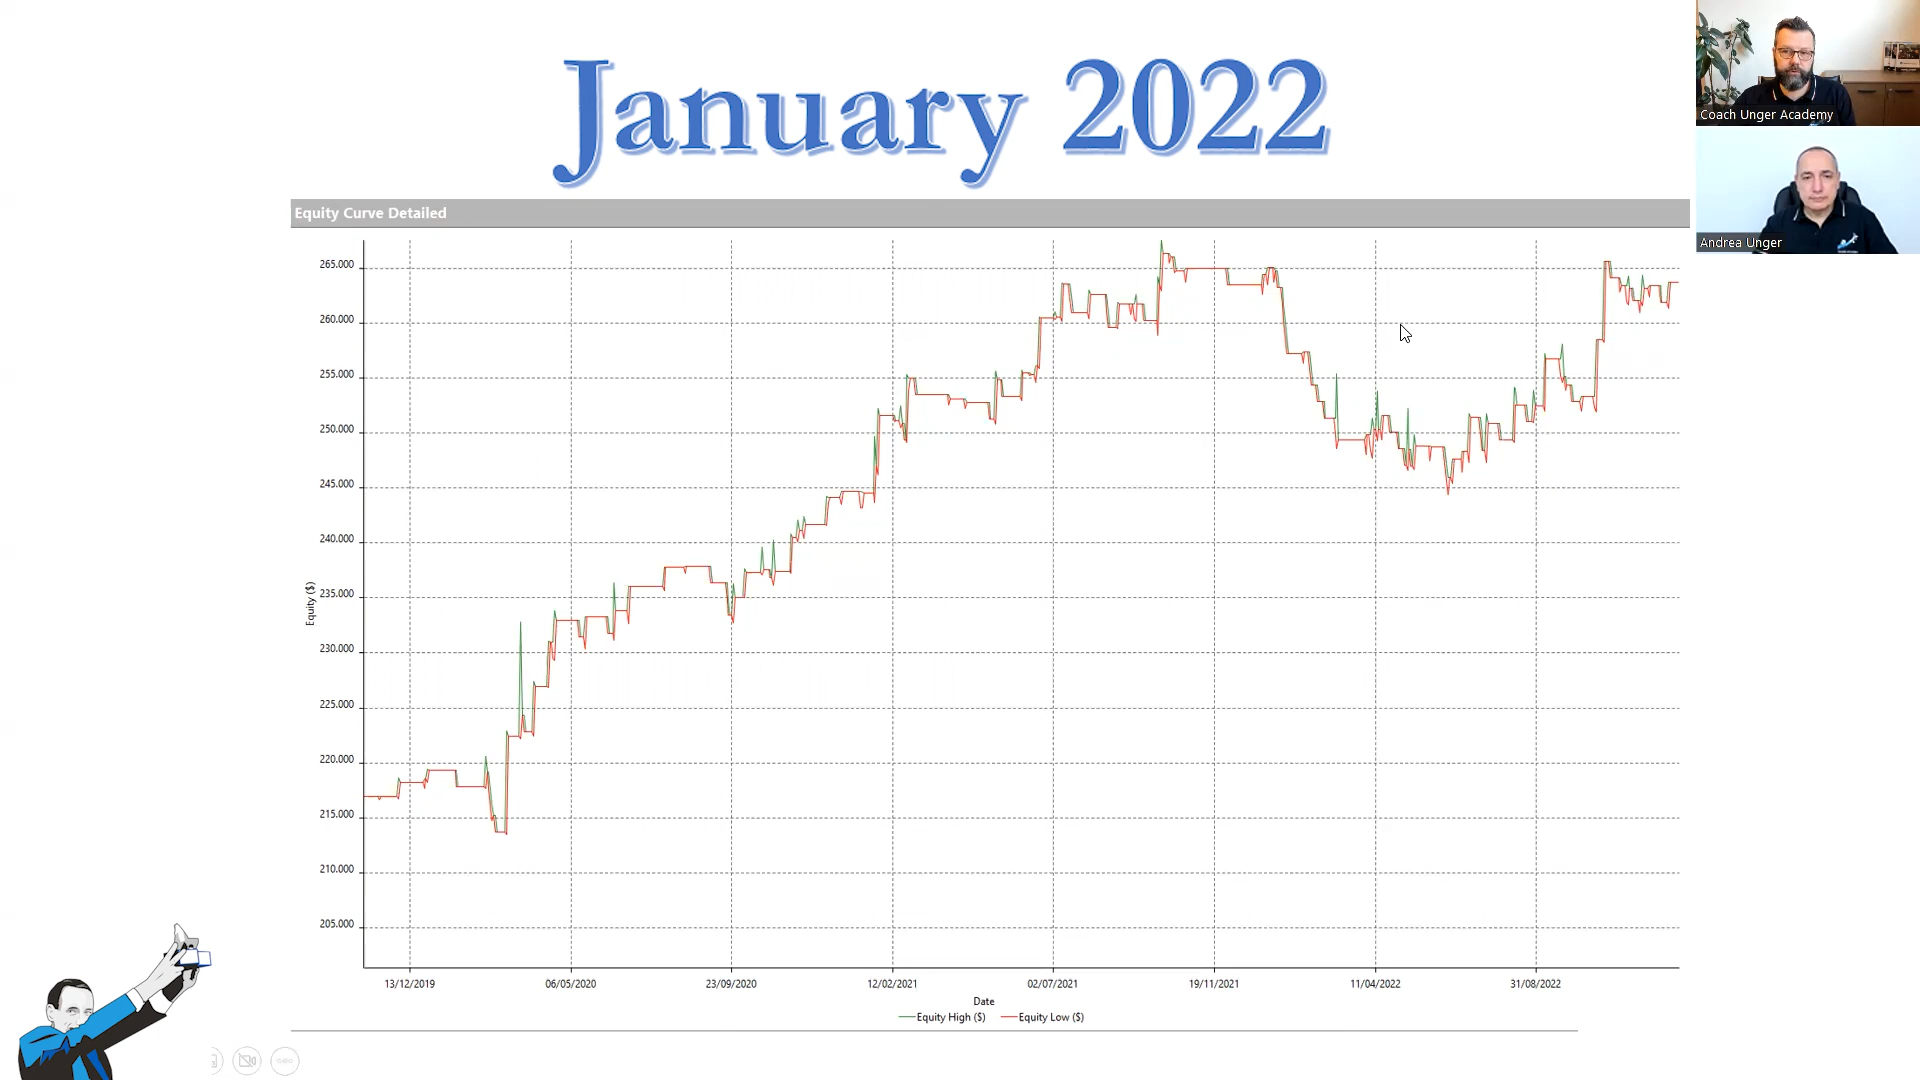 January 2022
Coach Unger Academy
Andrea Unger
Equity Curve Detailed
265.000
260.000
255.000
250.000
245.000
240.000
235.000
230.000
225.000
220.000
215.000
210.000
205.000
Equity ($)
13/12/2019 06/05/2020 23/09/2020 12/02/2021 02/07/2021 19/11/2021 11/04/2022 31/08/2022
Date
Equity High ($) Equity Low ($)